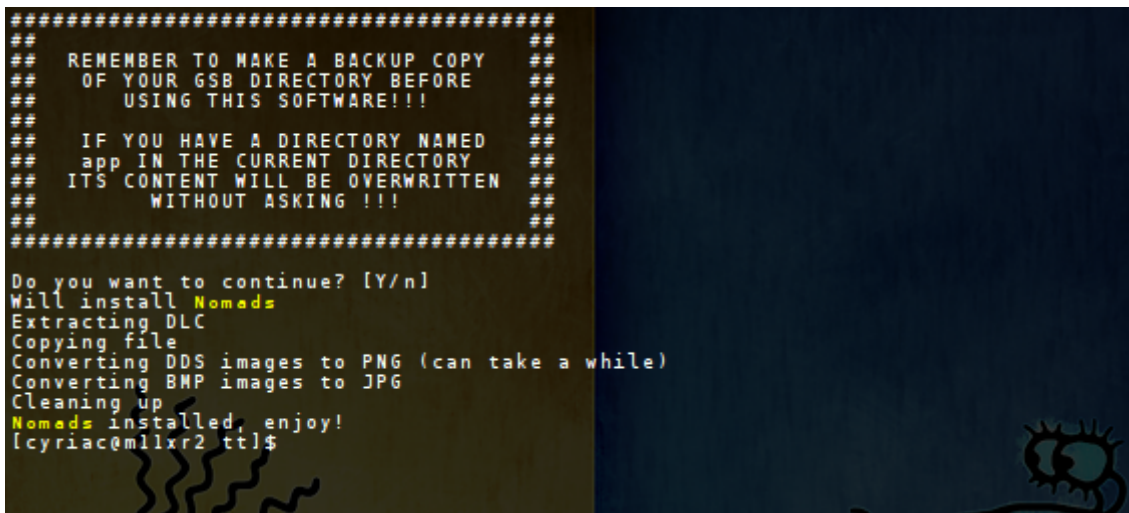 #######################################
##                                   ##
##  REMEMBER TO MAKE A BACKUP COPY   ##
##   OF YOUR GSB DIRECTORY BEFORE    ##
##      USING THIS SOFTWARE!!!       ##
##                                   ##
##   IF YOU HAVE A DIRECTORY NAMED   ##
##   app IN THE CURRENT DIRECTORY    ##
##  ITS CONTENT WILL BE OVERWRITTEN  ##
##        WITHOUT ASKING !!!         ##
##                                   ##
#######################################
Do you want to continue? [Y/n]
Will install Nomads
Extracting DLC
Copying file
Converting DDS images to PNG (can take a while)
Converting BMP images to JPG
Cleaning up
Nomads installed, enjoy!
[cyriac@m11xr2 tt]$